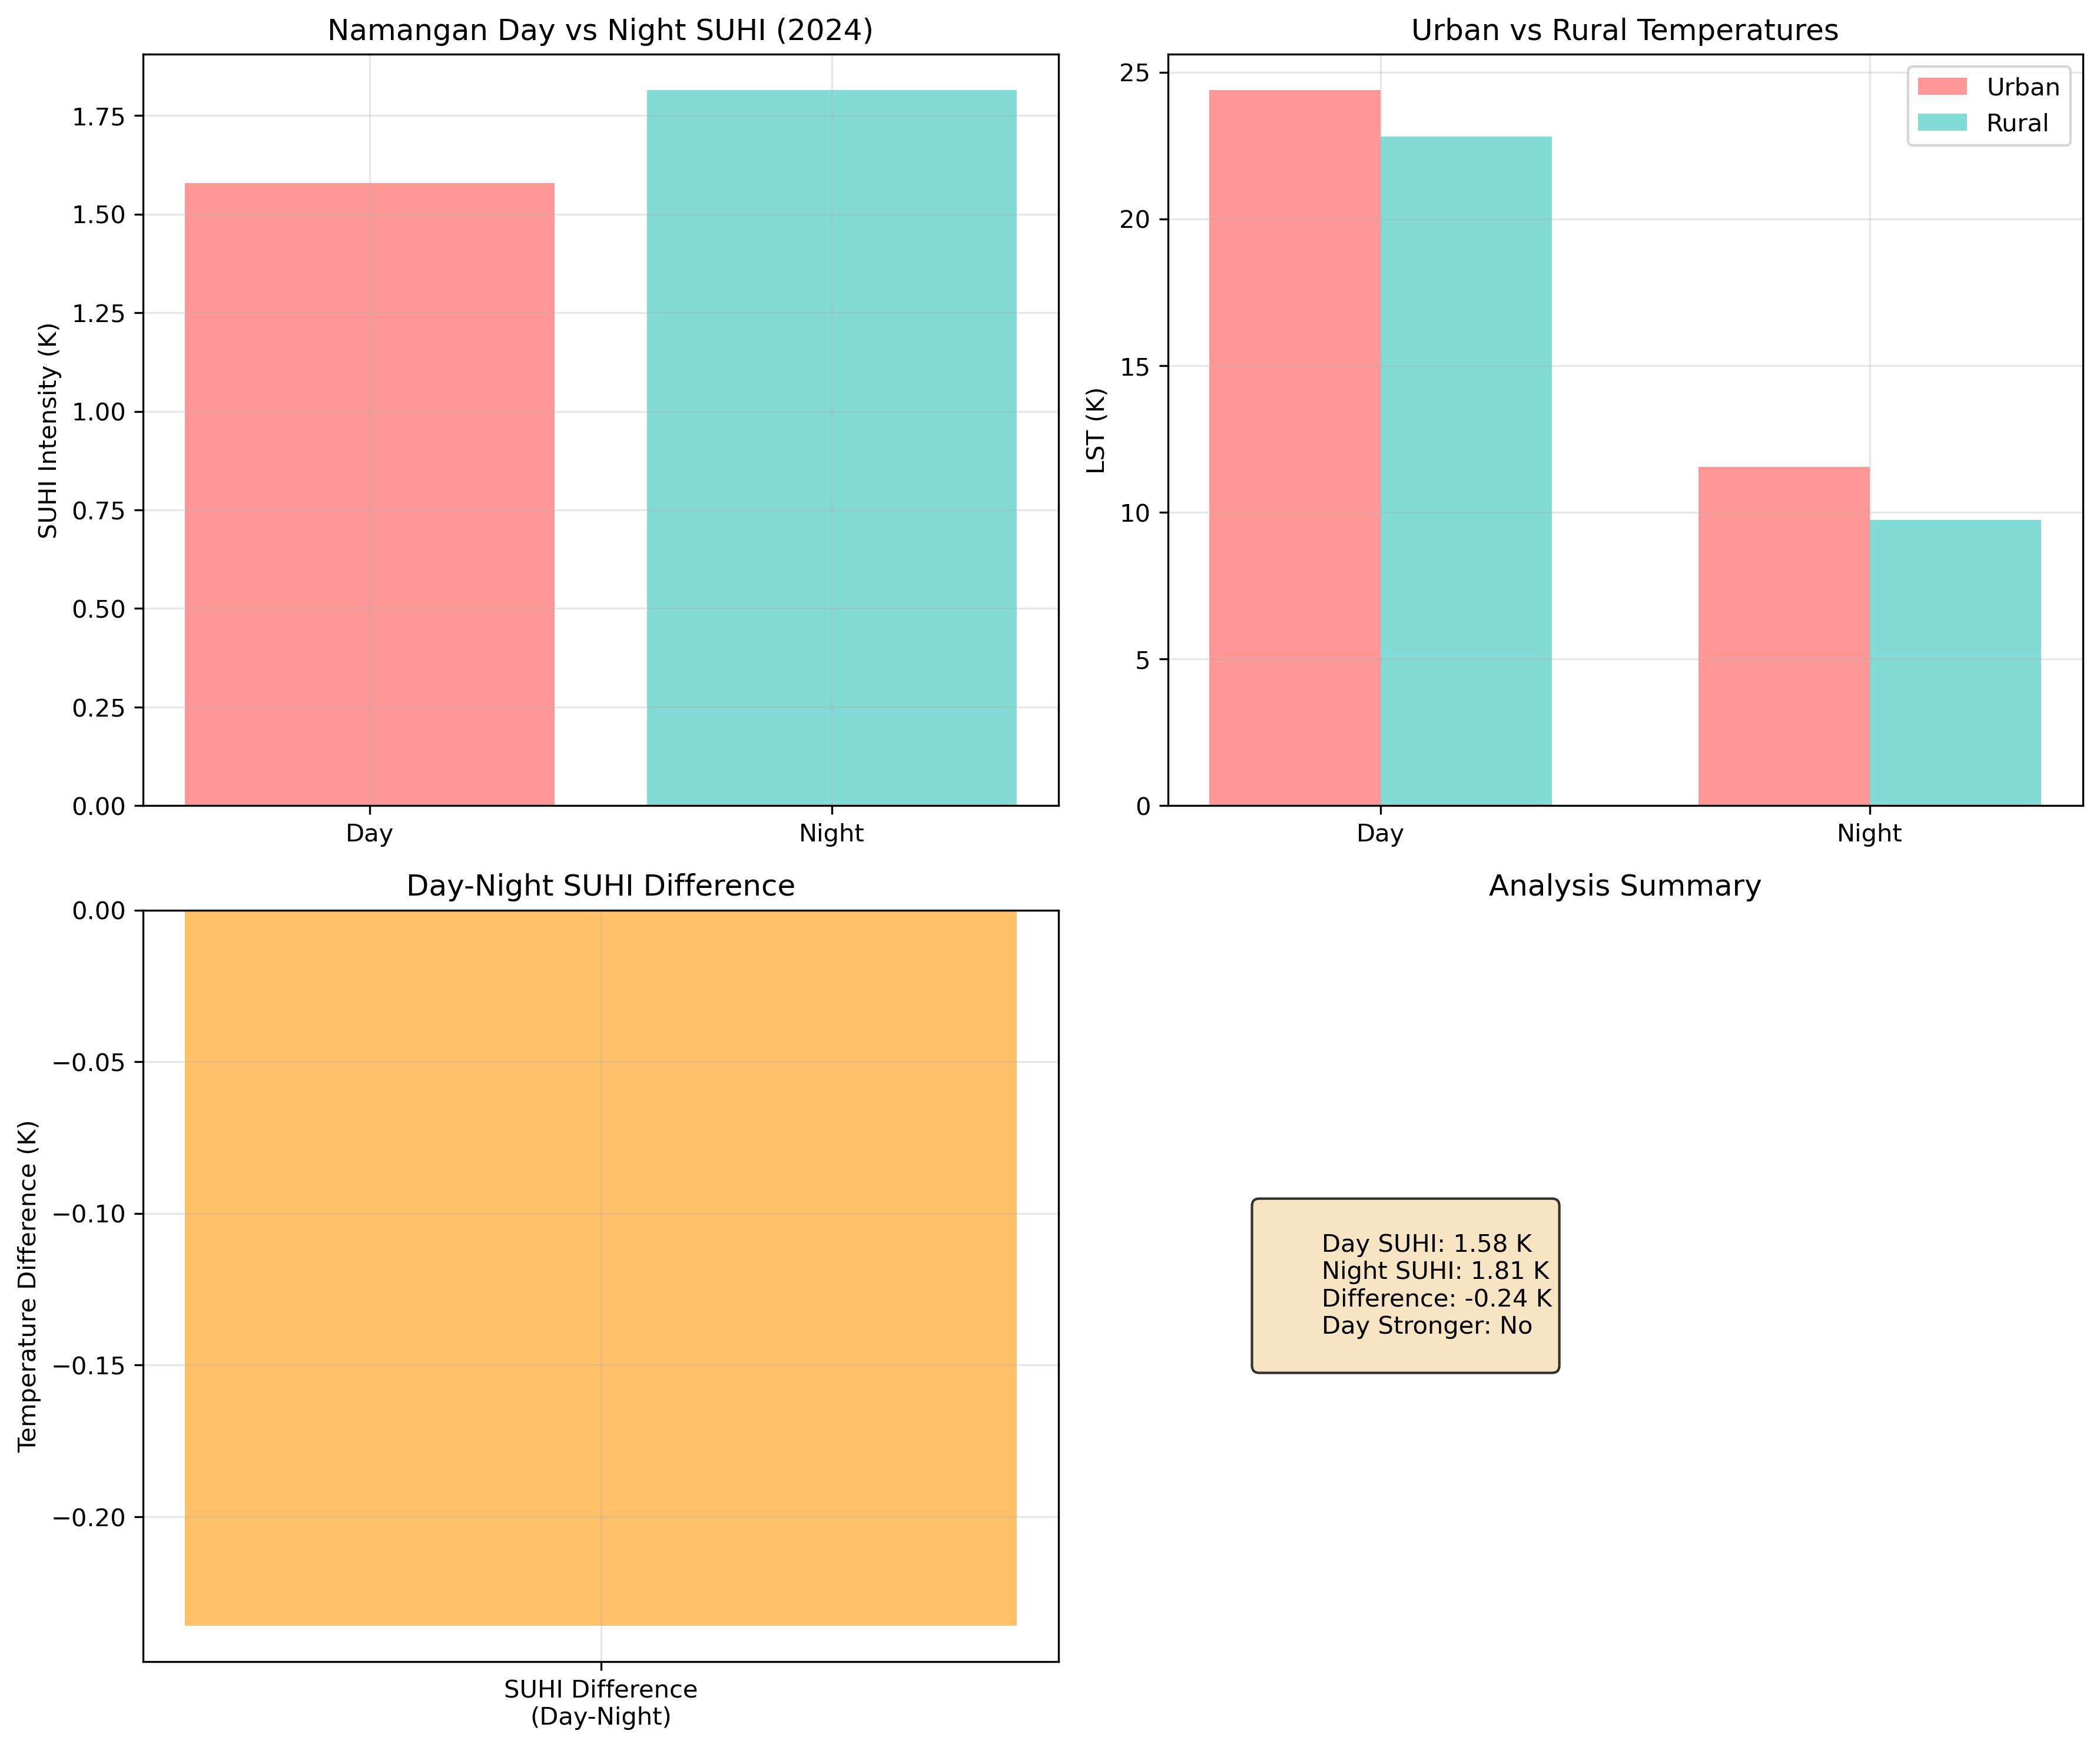 Namangan Day vs Night SUHI (2024)
SUHI Intensity (K)
1.75
1.50
1.25
1.00
0.75
0.50
0.25
0.00
Day
Night
Urban vs Rural Temperatures
LST (K)
25
20
15
10
5
0
Urban
Rural
Day
Night
Day-Night SUHI Difference
Temperature Difference (K)
0.00
−0.05
−0.10
−0.15
−0.20
SUHI Difference
(Day-Night)
Analysis Summary
Day SUHI: 1.58 K
Night SUHI: 1.81 K
Difference: -0.24 K
Day Stronger: No